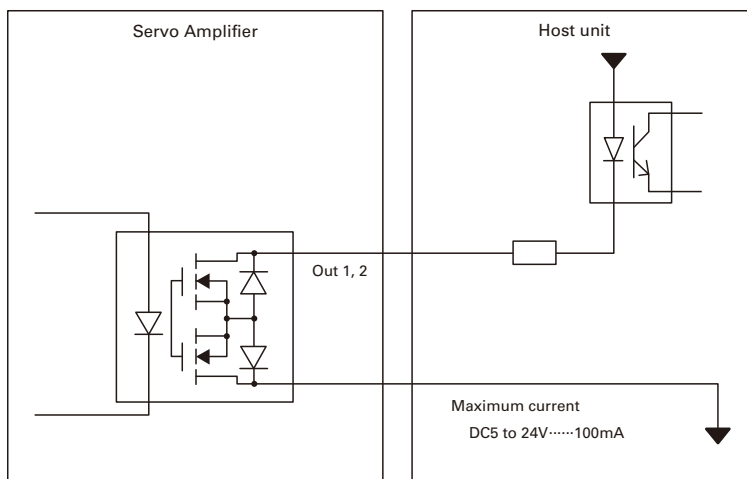 Servo Amplifier
Host unit
Out 1, 2
Maximum current
DC5 to 24V······100mA